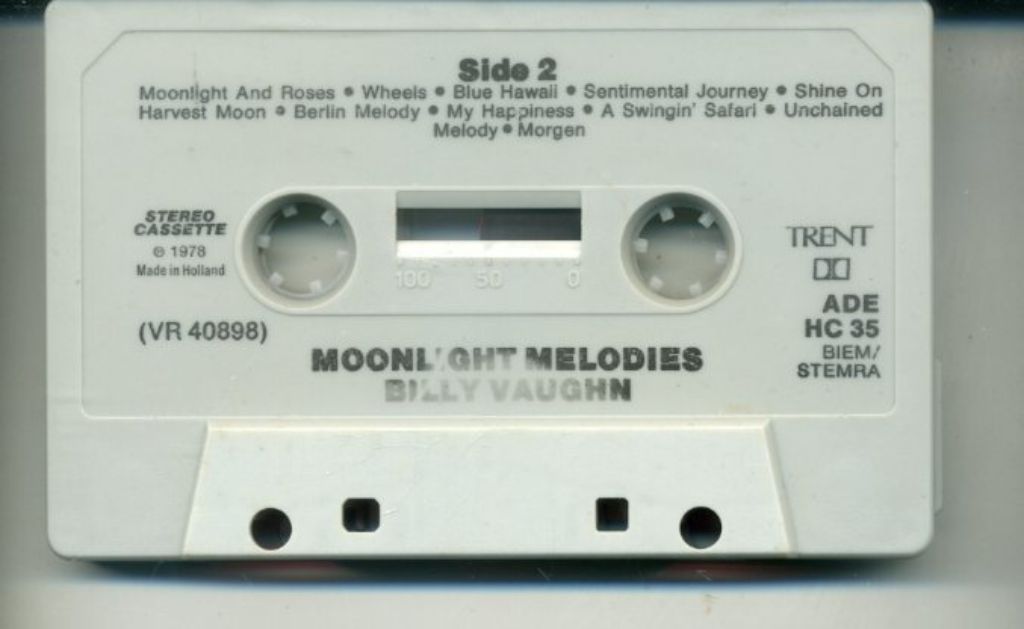 Side 2
Moonlight And Roses • Wheels • Blue Hawaii • Sentimental Journey • Shine On
Harvest Moon • Berlin Melody • My Happiness • A Swingin' Safari • Unchained
Melody • Morgen
STEREO
CASSETTE
℗ 1978
Made in Holland
100 50 0
TRENT
ADE
HC 35
BIEM/
STEMRA
(VR 40898)
MOONLIGHT MELODIES
BILLY VAUGHN